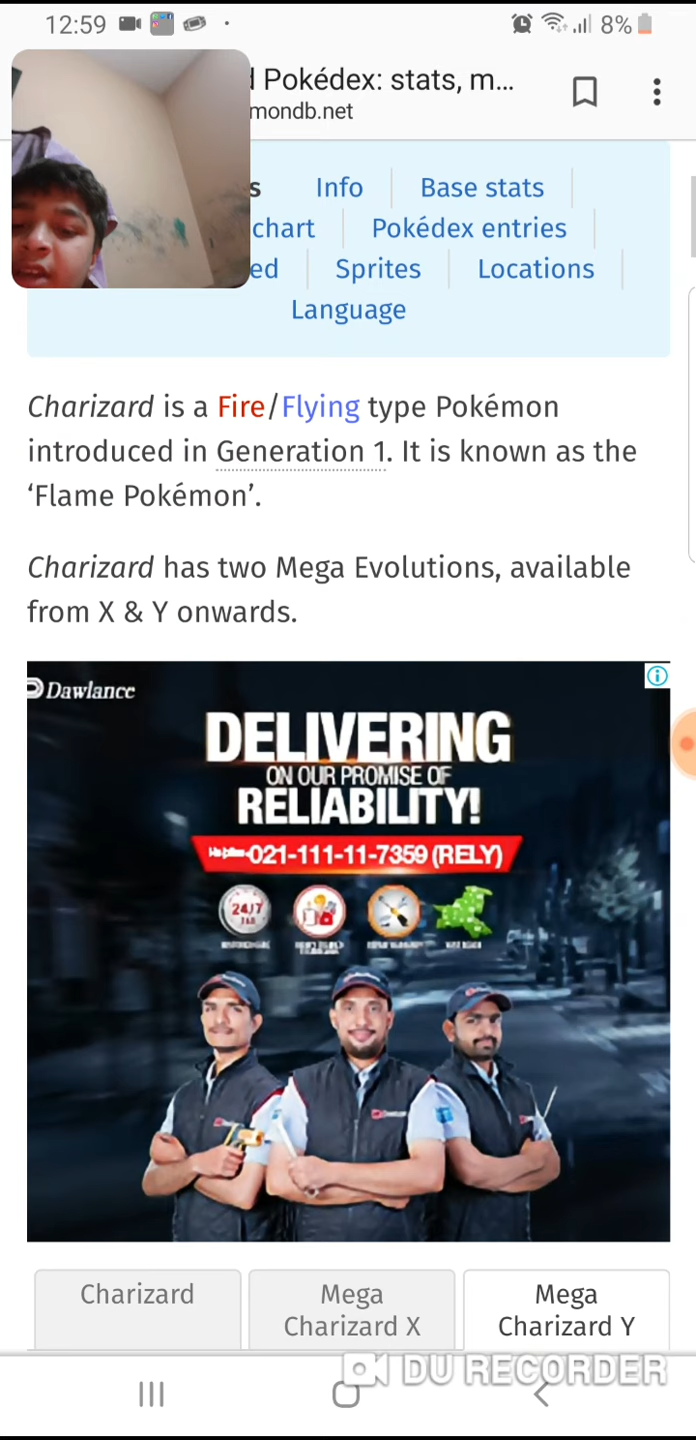 12:59 8%
Pokédex: stats, m...
mondb.net
s Info Base stats
chart Pokédex entries
ed Sprites Locations
Language
Charizard is a Fire/Flying type Pokémon
introduced in Generation 1. It is known as the
‘Flame Pokémon’.
Charizard has two Mega Evolutions, available
from X & Y onwards.
Dawlance
DELIVERING
ON OUR PROMISE OF
RELIABILITY!
021-111-11-7359 (RELY)
24/7
Charizard
Mega
Charizard X
Mega
Charizard Y
DU RECORDER